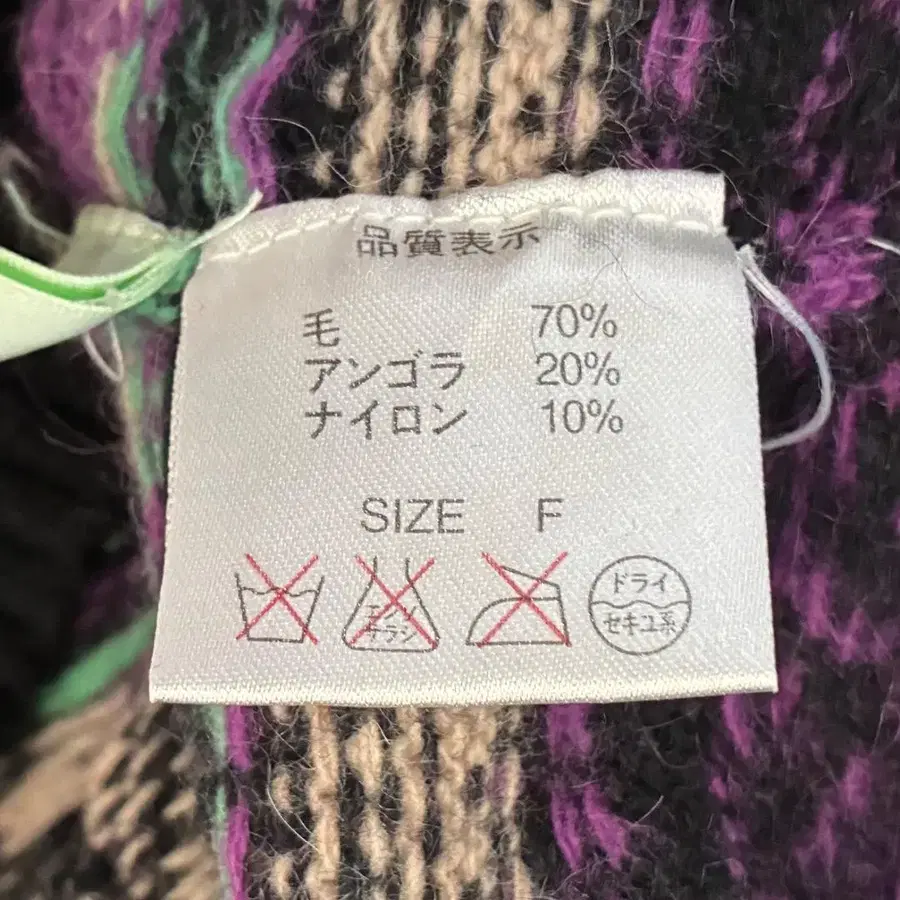 品質表示
毛 70%
アンゴラ 20%
ナイロン 10%
SIZE F
エンソ
サラシ
ドライ
セキユ系